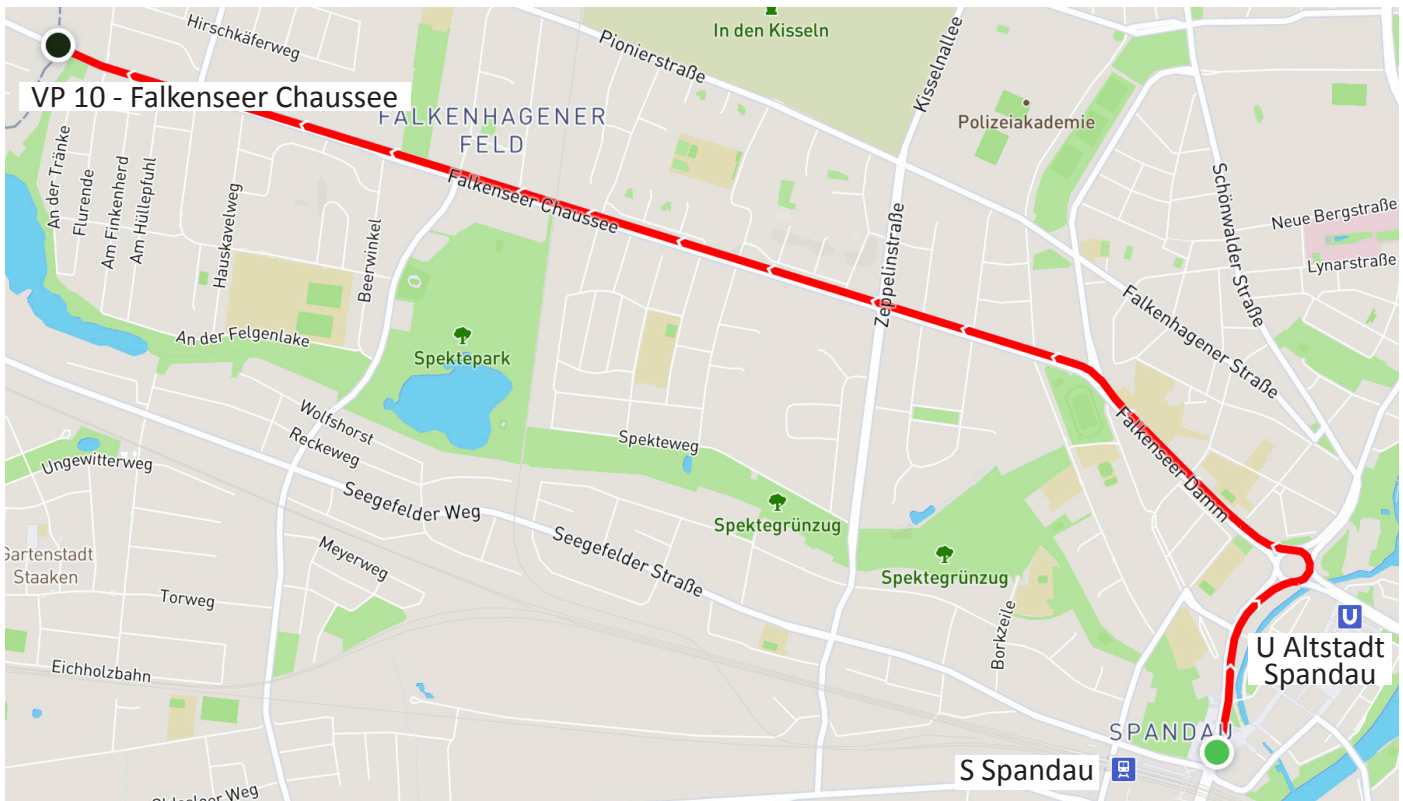 Hirschkäferweg
In den Kisseln
Pionierstraße
Kisselnallee
VP 10 - Falkenseer Chaussee
FALKENHAGENER
FELD
Polizeiakademie
An der Tränke
Flurende
Am Finkenherd
Am Hüllepfuhl
Hauskavelweg
Beerwinkel
Falkenseer Chaussee
Zeppelinstraße
Schönwalder Straße
Neue Bergstraße
Lynarstraße
Falkenhagener Straße
An der Felgenlake
Spektepark
Wolfshorst
Reckeweg
Spekteweg
Falkenseer Damm
Ungewitterweg
Seegefelder Weg
Spektegrünzug
Seegefelder Straße
Spektegrünzug
Gartenstadt
Staaken
Meyerweg
Torweg
Borkzeile
U
U Altstadt
Spandau
Eichholzbahn
SPANDAU
S Spandau